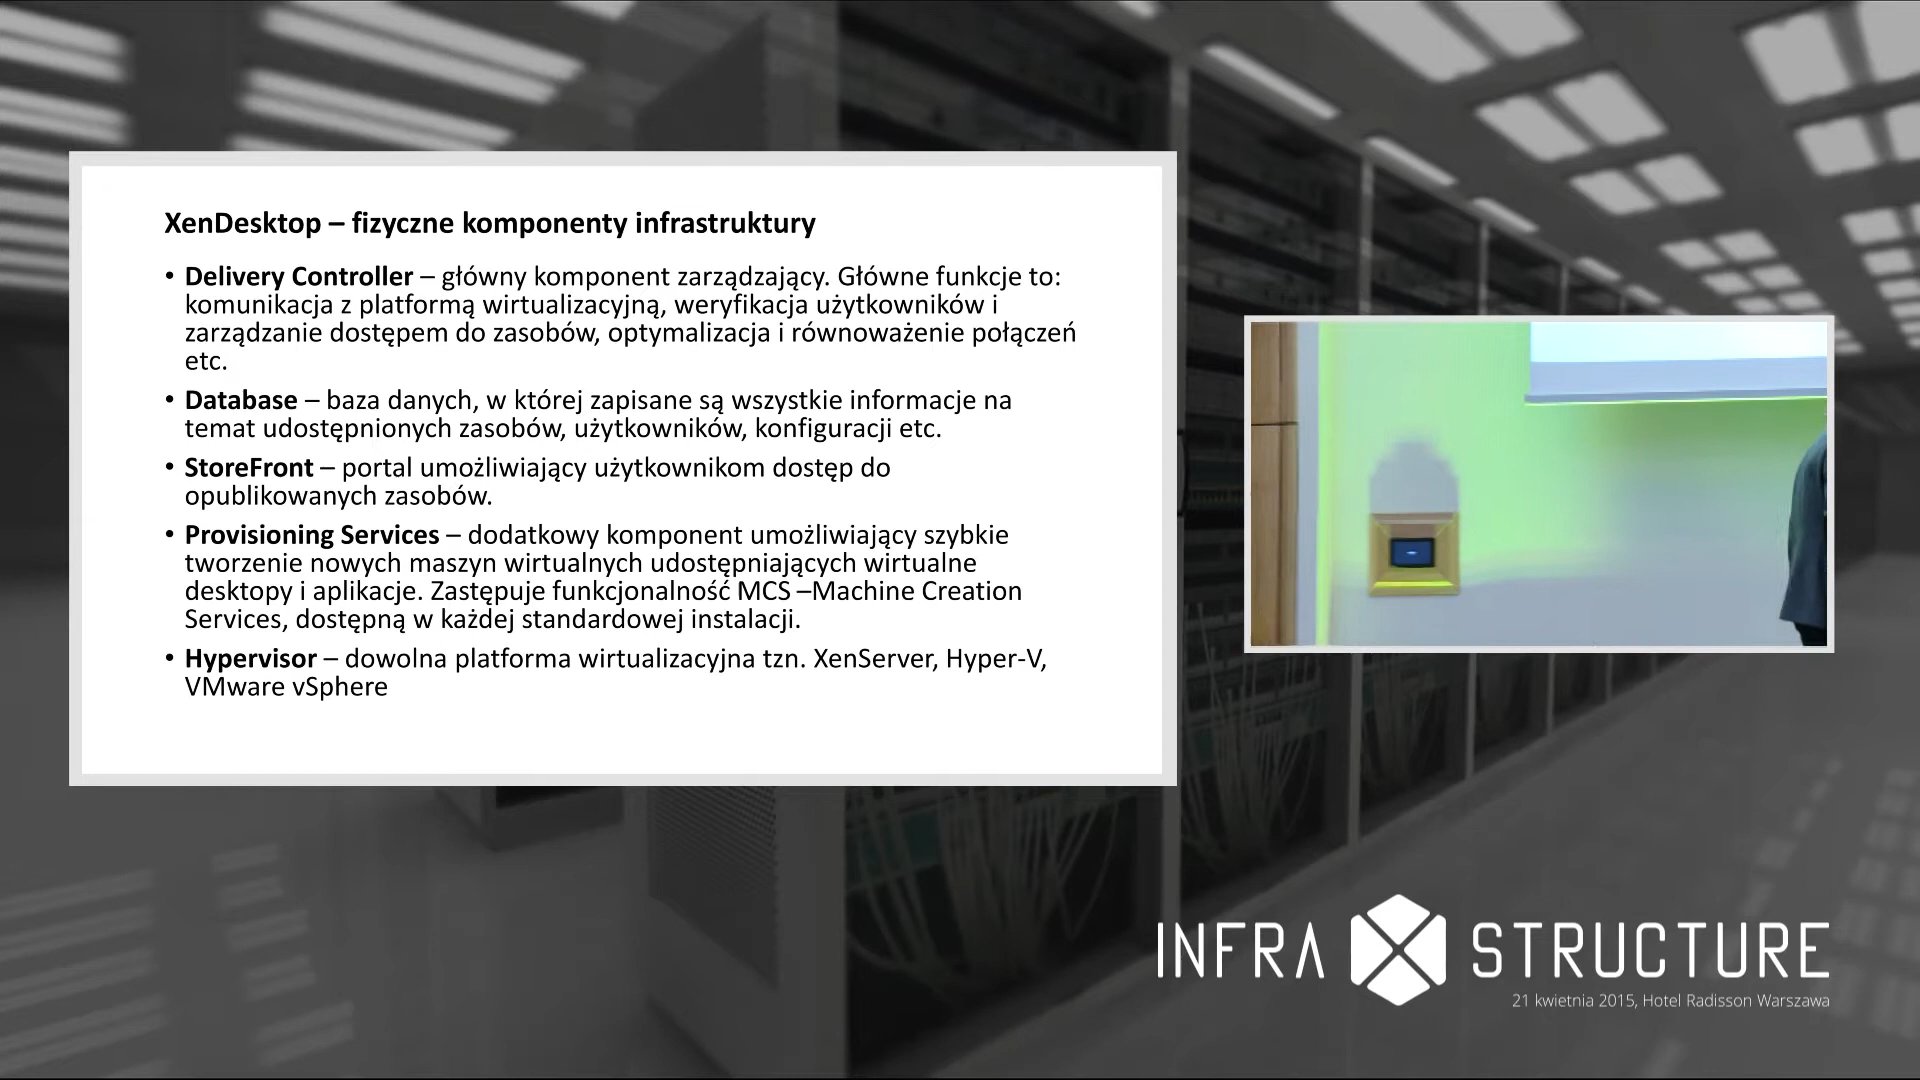 XenDesktop – fizyczne komponenty infrastruktury
• Delivery Controller – główny komponent zarządzający. Główne funkcje to:
komunikacja z platformą wirtualizacyjną, weryfikacja użytkowników i
zarządzanie dostępem do zasobów, optymalizacja i równoważenie połączeń
etc.
• Database – baza danych, w której zapisane są wszystkie informacje na
temat udostępnionych zasobów, użytkowników, konfiguracji etc.
• StoreFront – portal umożliwiający użytkownikom dostęp do
opublikowanych zasobów.
• Provisioning Services – dodatkowy komponent umożliwiający szybkie
tworzenie nowych maszyn wirtualnych udostępniających wirtualne
desktopy i aplikacje. Zastępuje funkcjonalność MCS –Machine Creation
Services, dostępną w każdej standardowej instalacji.
• Hypervisor – dowolna platforma wirtualizacyjna tzn. XenServer, Hyper-V,
VMware vSphere
INFRA STRUCTURE
21 kwietnia 2015, Hotel Radisson Warszawa